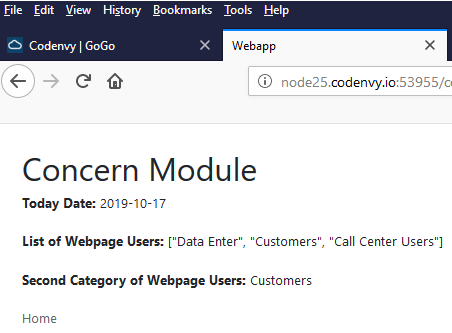 File Edit View History Bookmarks Tools Help
Codenvy | GoGo Webapp
node25.codenvy.io:53955/c
Concern Module
Today Date: 2019-10-17
List of Webpage Users: ["Data Enter", "Customers", "Call Center Users"]
Second Category of Webpage Users: Customers
Home